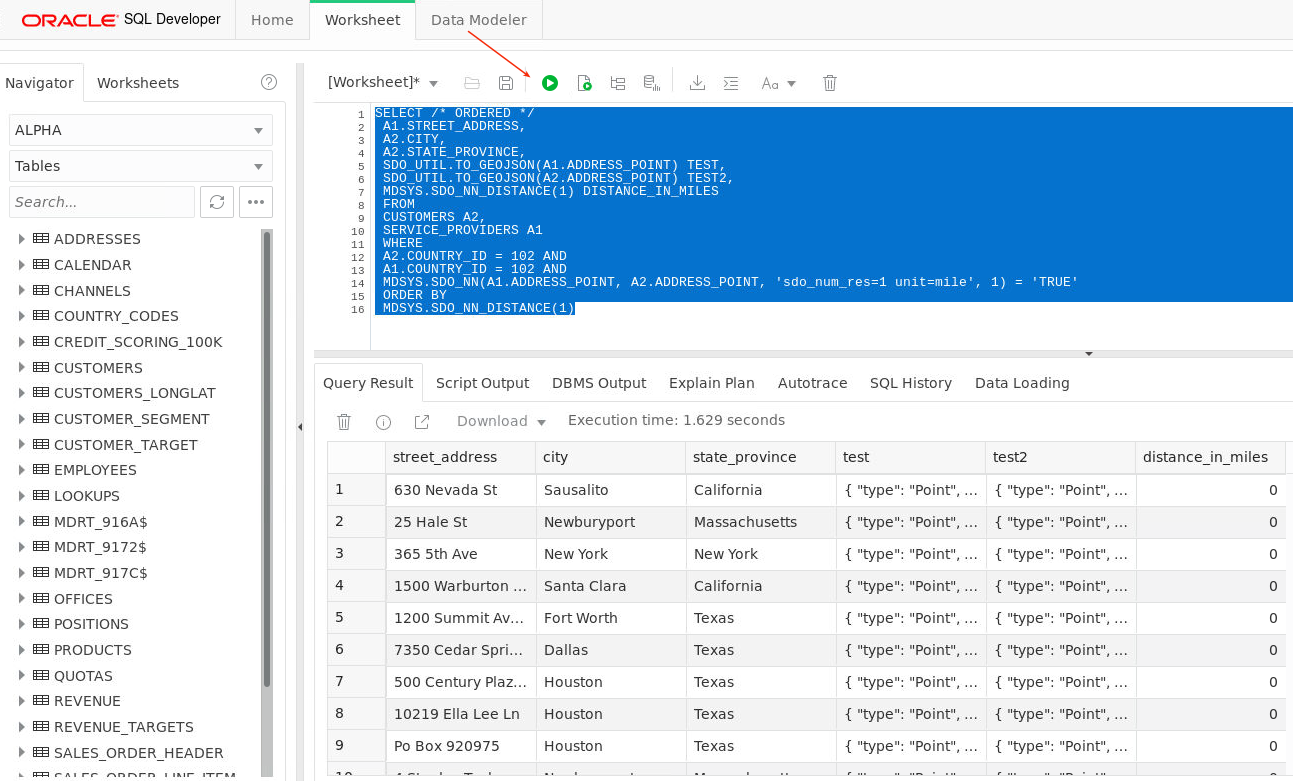 ORACLE SQL Developer Home Worksheet Data Modeler
Navigator Worksheets
ALPHA
Tables
Search...
ADDRESSES
CALENDAR
CHANNELS
COUNTRY_CODES
CREDIT_SCORING_100K
CUSTOMERS
CUSTOMERS_LONGLAT
CUSTOMER_SEGMENT
CUSTOMER_TARGET
EMPLOYEES
LOOKUPS
MDRT_916A$
MDRT_9172$
MDRT_917C$
OFFICES
POSITIONS
PRODUCTS
QUOTAS
REVENUE
REVENUE_TARGETS
SALES_ORDER_HEADER
SALES_ORDER_LINE_ITEM
[Worksheet]* Aa
1 SELECT /* ORDERED */
2 A1.STREET_ADDRESS,
3 A2.CITY,
4 A2.STATE_PROVINCE,
5 SDO_UTIL.TO_GEOJSON(A1.ADDRESS_POINT) TEST,
6 SDO_UTIL.TO_GEOJSON(A2.ADDRESS_POINT) TEST2,
7 MDSYS.SDO_NN_DISTANCE(1) DISTANCE_IN_MILES
8 FROM
9 CUSTOMERS A2,
10 SERVICE_PROVIDERS A1
11 WHERE
12 A2.COUNTRY_ID = 102 AND
13 A1.COUNTRY_ID = 102 AND
14 MDSYS.SDO_NN(A1.ADDRESS_POINT, A2.ADDRESS_POINT, 'sdo_num_res=1 unit=mile', 1) = 'TRUE'
15 ORDER BY
16 MDSYS.SDO_NN_DISTANCE(1)
Query Result Script Output DBMS Output Explain Plan Autotrace SQL History Data Loading
Download Execution time: 1.629 seconds
street_address city state_province test test2 distance_in_miles
1 630 Nevada St Sausalito California { "type": "Point", ... { "type": "Point", ... 0
2 25 Hale St Newburyport Massachusetts { "type": "Point", ... { "type": "Point", ... 0
3 365 5th Ave New York New York { "type": "Point", ... { "type": "Point", ... 0
4 1500 Warburton ... Santa Clara California { "type": "Point", ... { "type": "Point", ... 0
5 1200 Summit Av... Fort Worth Texas { "type": "Point", ... { "type": "Point", ... 0
6 7350 Cedar Spri... Dallas Texas { "type": "Point", ... { "type": "Point", ... 0
7 500 Century Plaz... Houston Texas { "type": "Point", ... { "type": "Point", ... 0
8 10219 Ella Lee Ln Houston Texas { "type": "Point", ... { "type": "Point", ... 0
9 Po Box 920975 Houston Texas { "type": "Point", ... { "type": "Point", ... 0